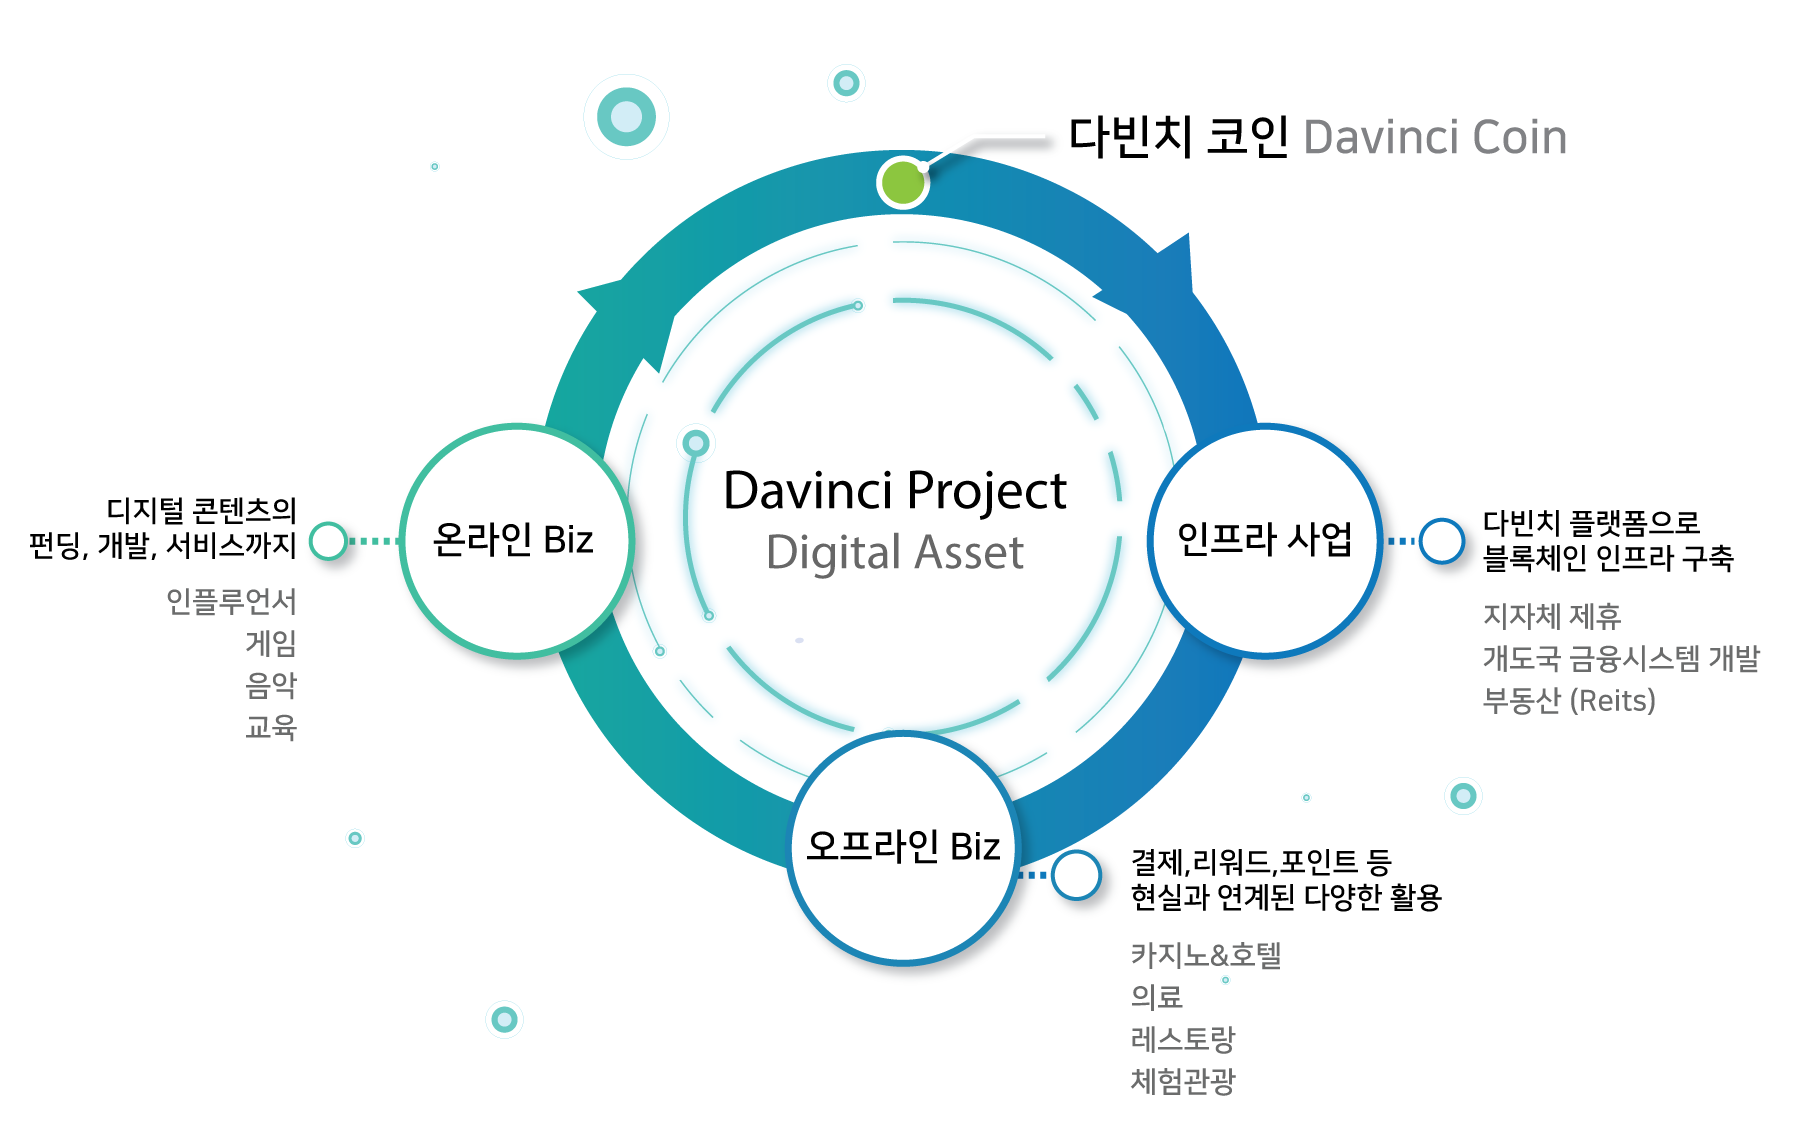 다빈치 코인 Davinci Coin
Davinci Project
Digital Asset
온라인 Biz
디지털 콘텐츠의
펀딩, 개발, 서비스까지
인플루언서
게임
음악
교육
인프라 사업
다빈치 플랫폼으로
블록체인 인프라 구축
지자체 제휴
개도국 금융시스템 개발
부동산 (Reits)
오프라인 Biz
결제,리워드,포인트 등
현실과 연계된 다양한 활용
카지노&호텔
의료
레스토랑
체험관광